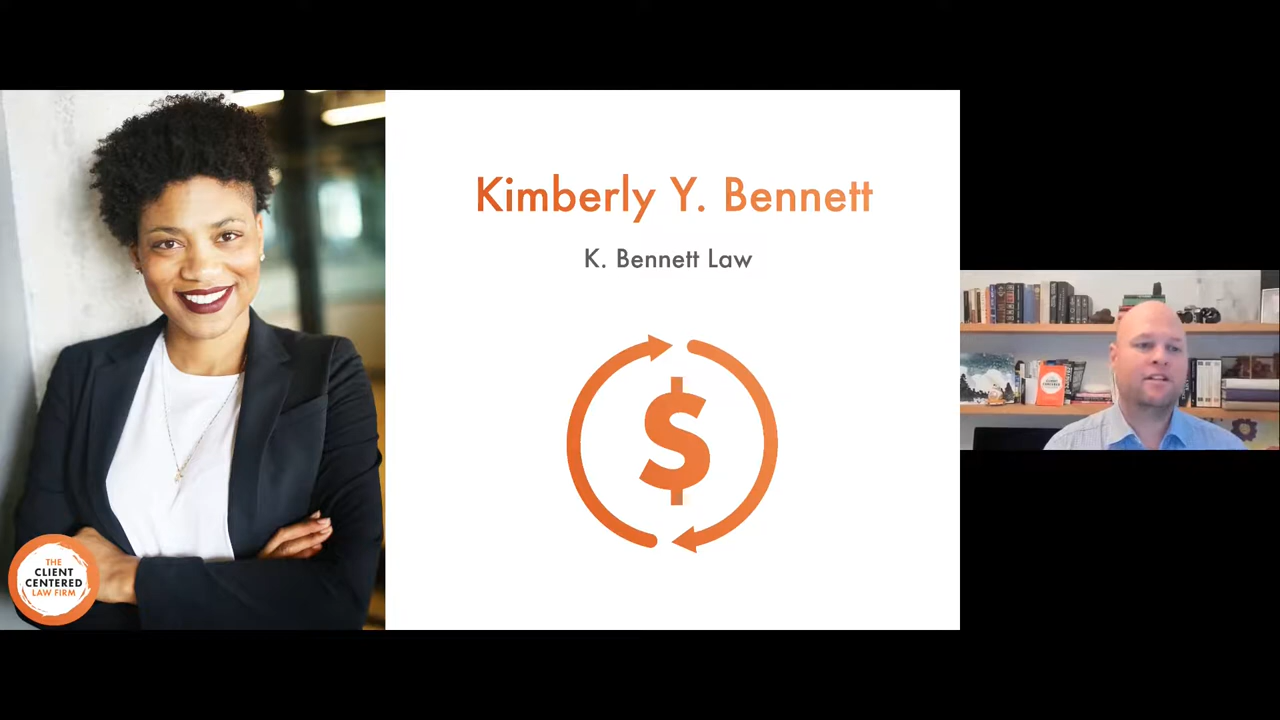 Kimberly Y. Bennett
K. Bennett Law
$
THE
CLIENT
CENTERED
LAW FIRM